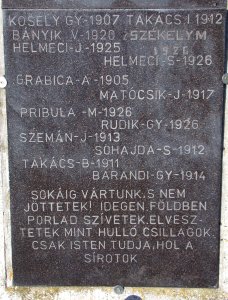 KOSELY GY-1907 TAKÁCS.I 1912
BÁNYIK V-1920 SZÉKELY M
HELMECI-J-1925 1926
HELMECI-S-1926
GRABICA-A-1905
MATOCSIK-J-1917
PRIBULA-M-1926
RUDIK-GY-1926
SZEMÁN-J-1913
SOHAJDA-S-1912
TAKÁCS-B-1911
BARANDI-GY-1914
SOKÁIG VÁRTUNK,S NEM
JÖTTETEK! IDEGEN FÖLDBEN
PORLAD SZÍVETEK,ELVESZ-
TETEK MINT HULLÓ CSILLAGOK
CSAK ISTEN TUDJA,HOL A
SÍROTOK